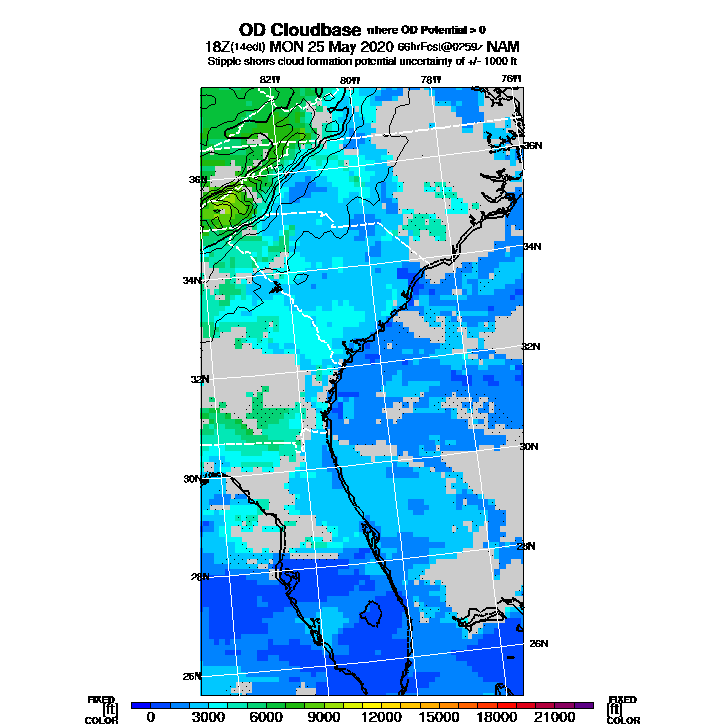 OD Cloudbase where OD Potential > 0
18Z(14edt) MON 25 May 2020 66hrFcst@0259z NAM
Stipple shows cloud formation potential uncertainty of +/- 1000 ft
82W 80W 78W 76W
36N
36N
34N
34N
32N
32N
30N
30N
28N
28N
26N
26N
FIXED FIXED
[ft] 0 3000 6000 9000 12000 15000 18000 21000 [ft]
COLOR COLOR